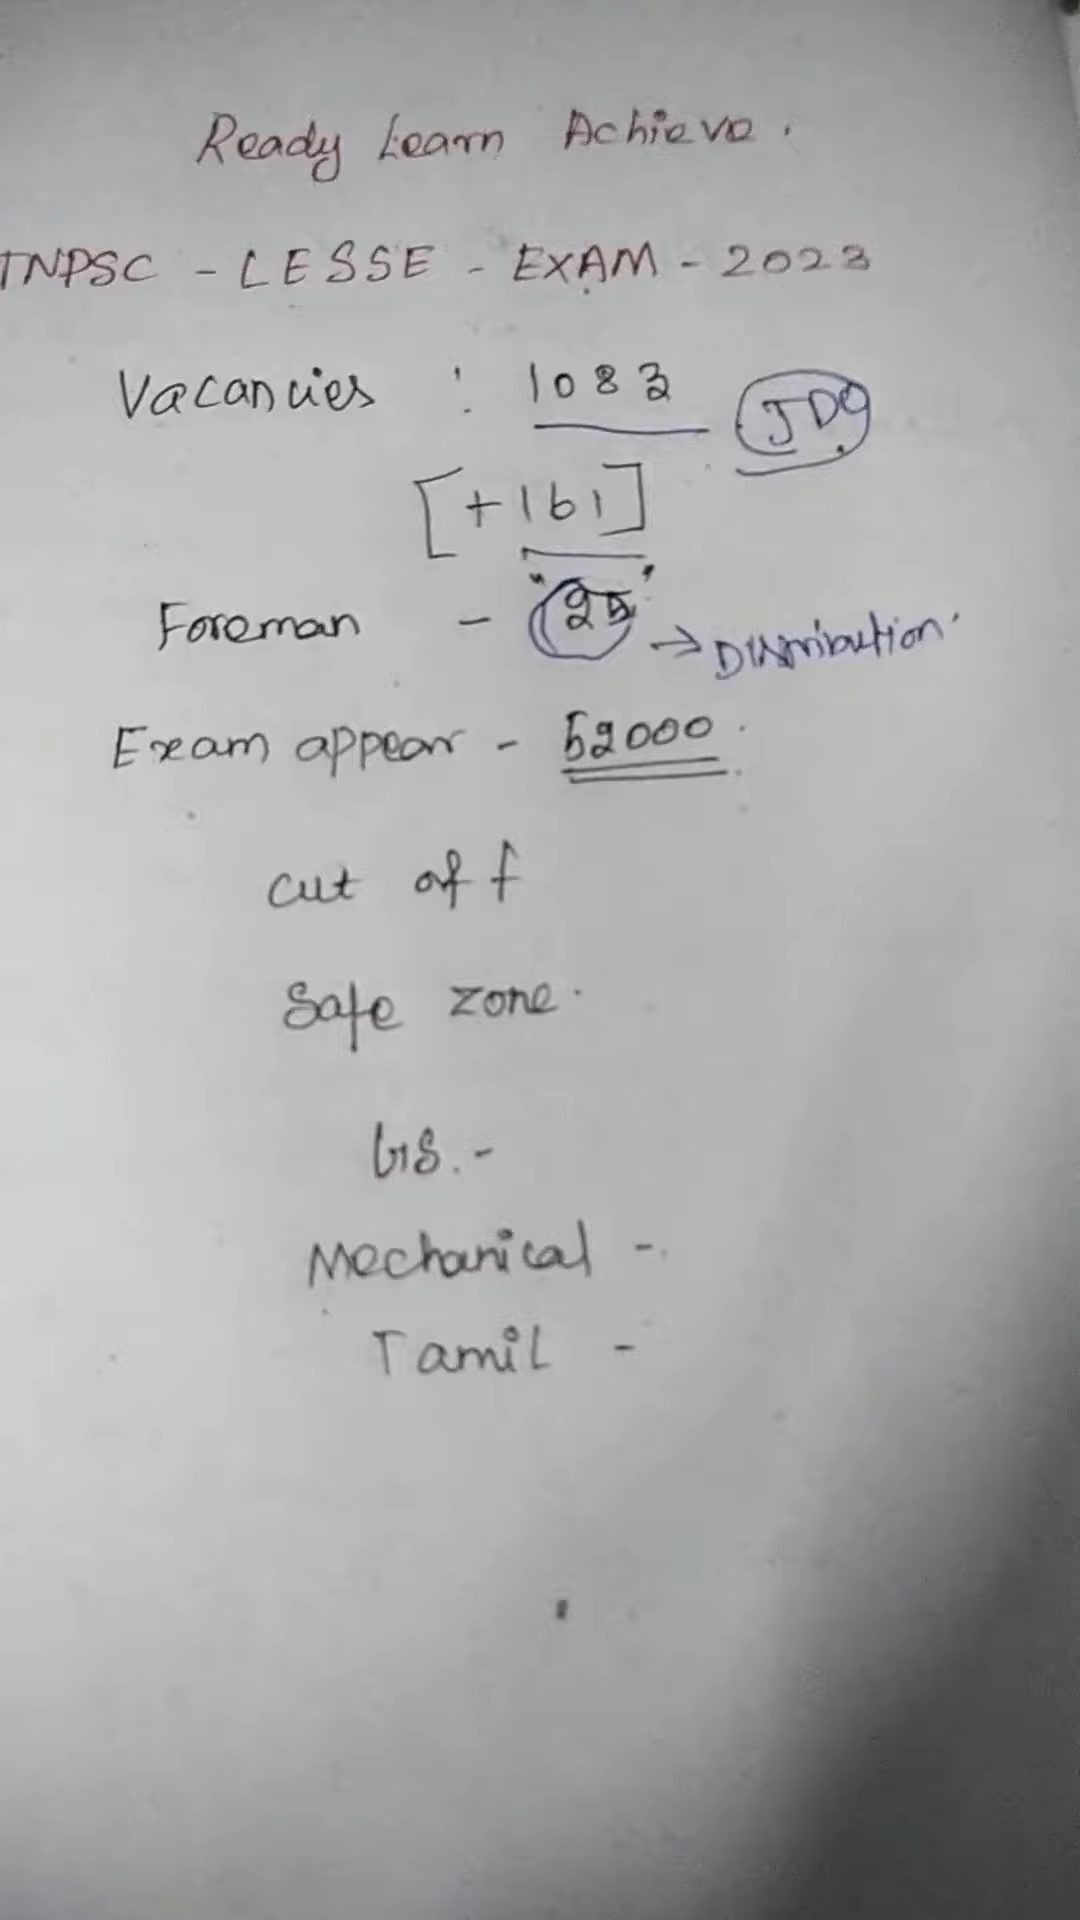 Ready Learn Achieve.
TNPSC - LESSE - EXAM - 2023
Vacancies : 1083 JDO
[+161]
Foreman - "25" → Distribution.
Exam appear - 52000.
cut off
Safe zone.
GS. -
Mechanical -
Tamil -